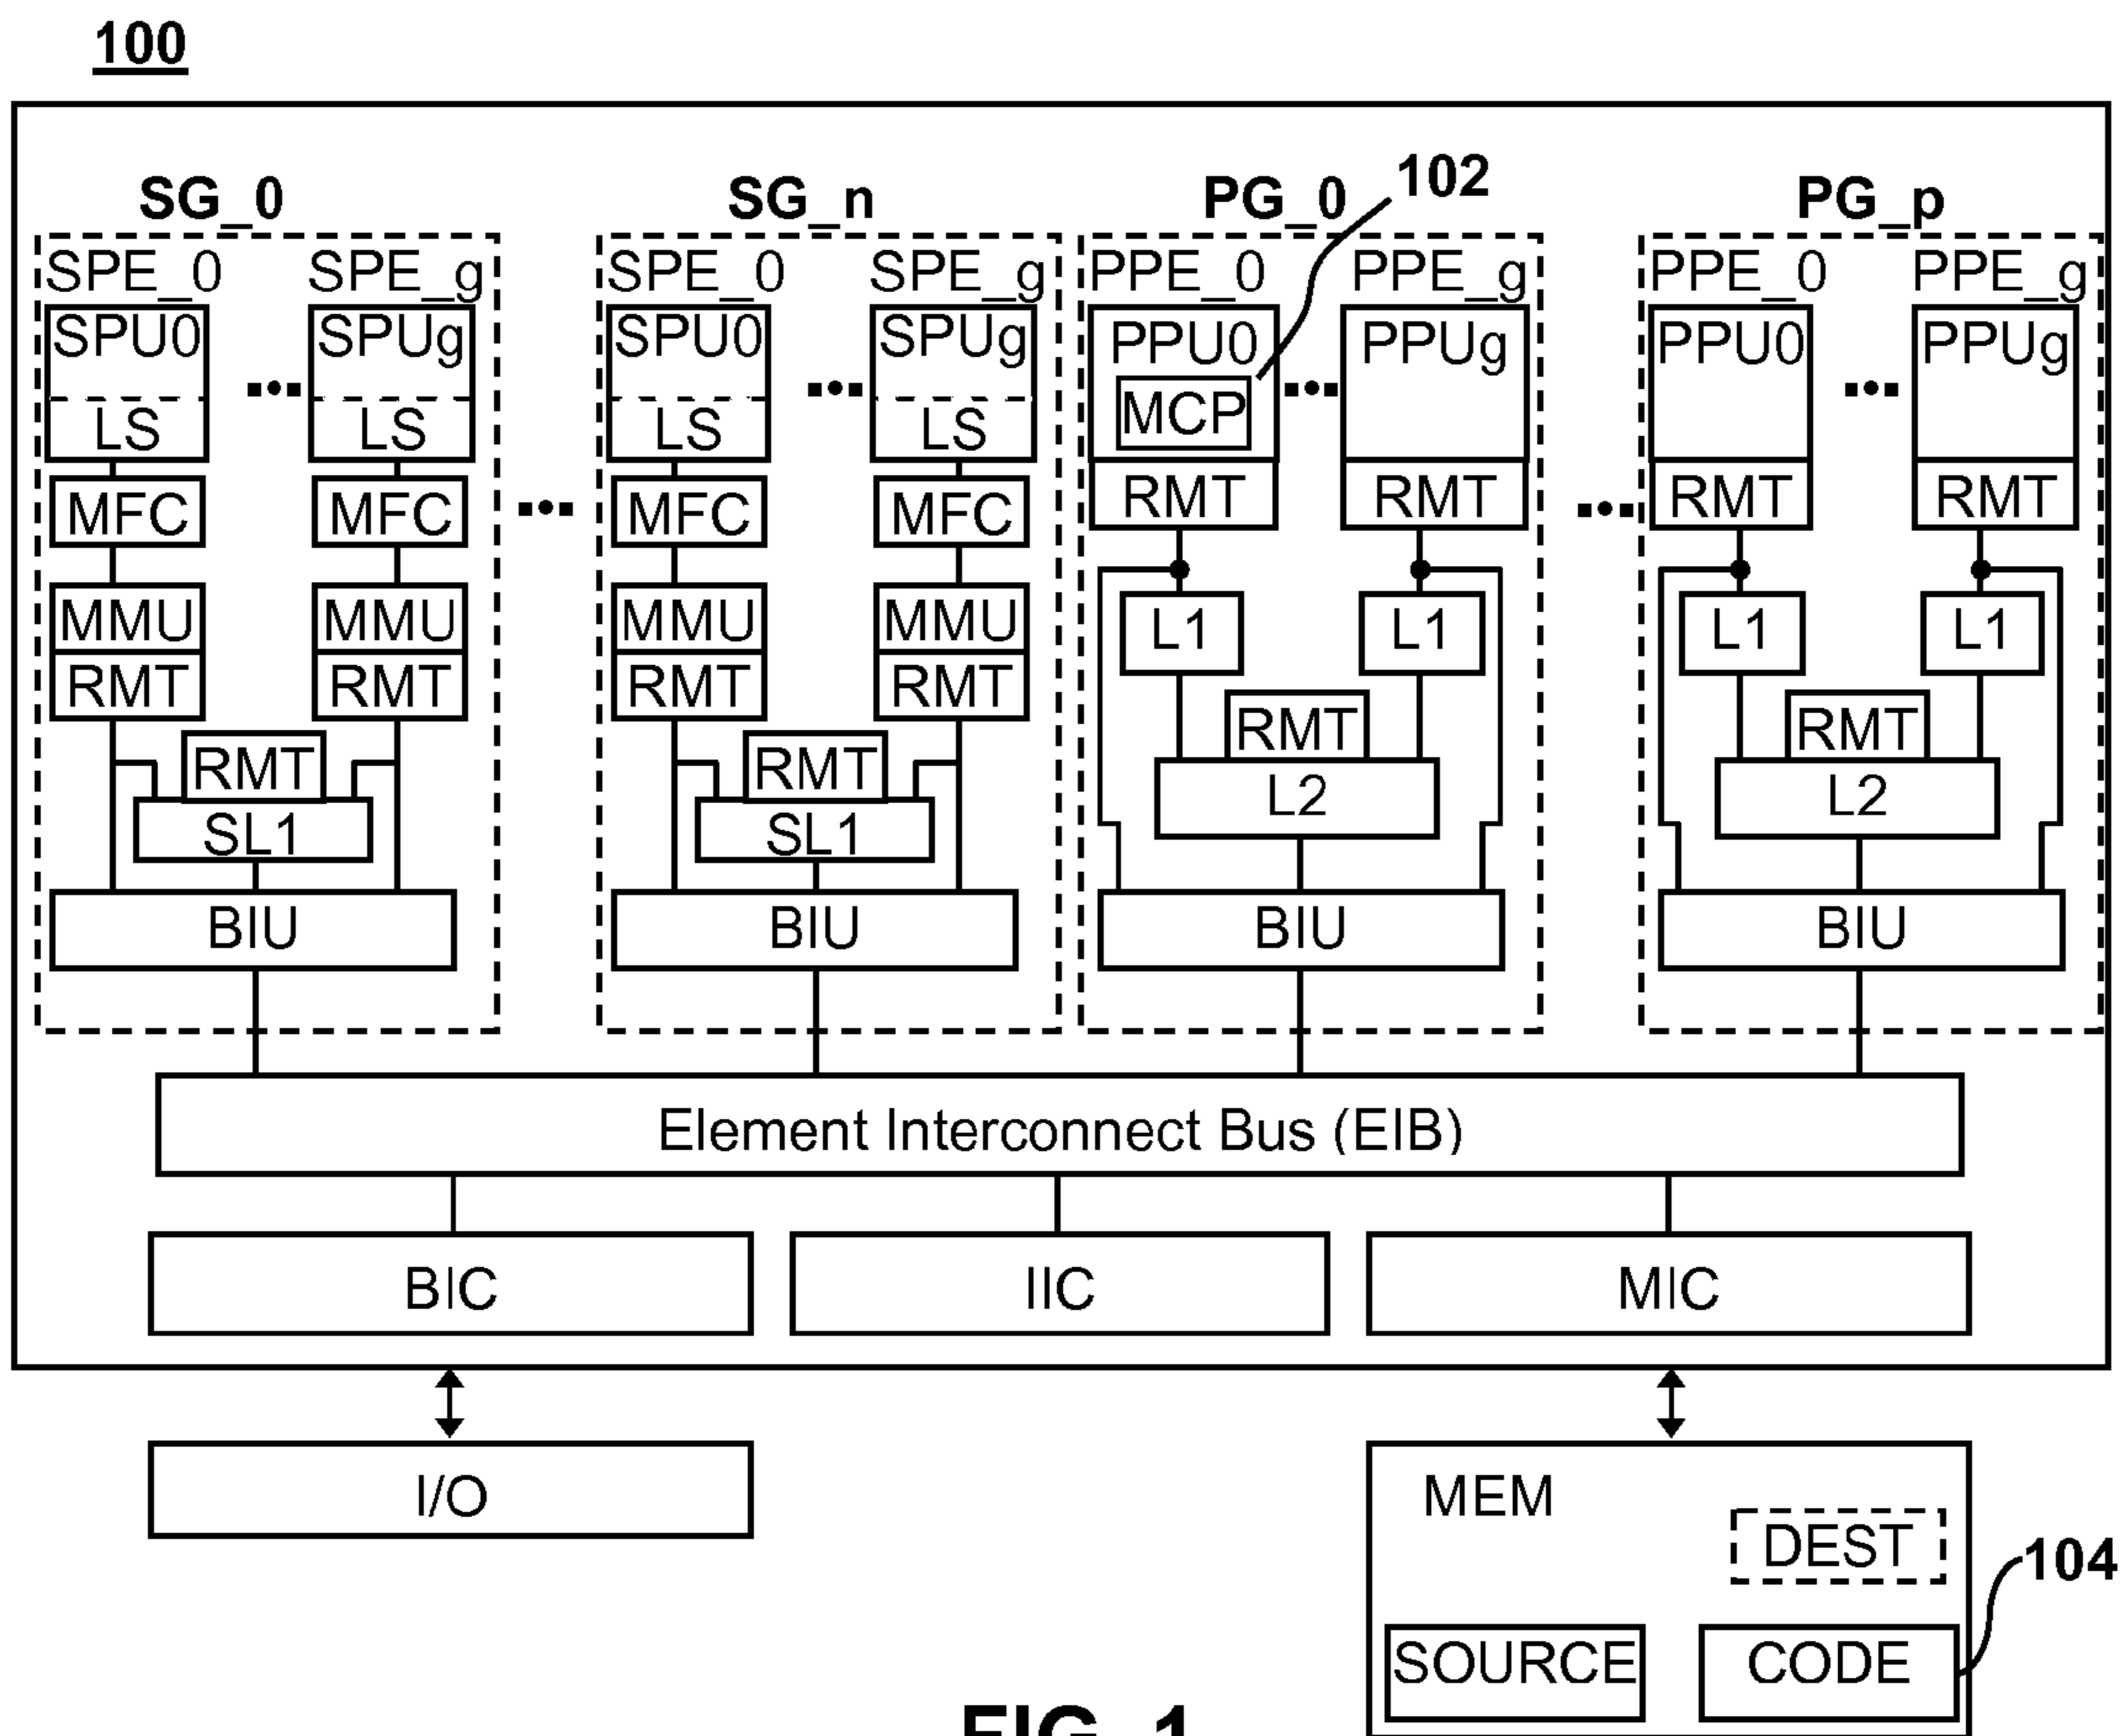 100
102
SG_0 SG_n PG_0 PG_p
SPE_0 SPE_g SPE_0 SPE_g PPE_0 PPE_g PPE_0 PPE_g
SPU0 SPUg SPU0 SPUg PPU0 PPUg PPU0 PPUg
LS LS LS LS MCP
MFC MFC MFC MFC RMT RMT RMT RMT
MMU MMU MMU MMU L1 L1 L1 L1
RMT RMT RMT RMT
RMT RMT RMT RMT
SL1 SL1 L2 L2
BIU BIU BIU BIU
Element Interconnect Bus (EIB)
BIC IIC MIC
I/O MEM
DEST
104
SOURCE CODE
FIG. 1